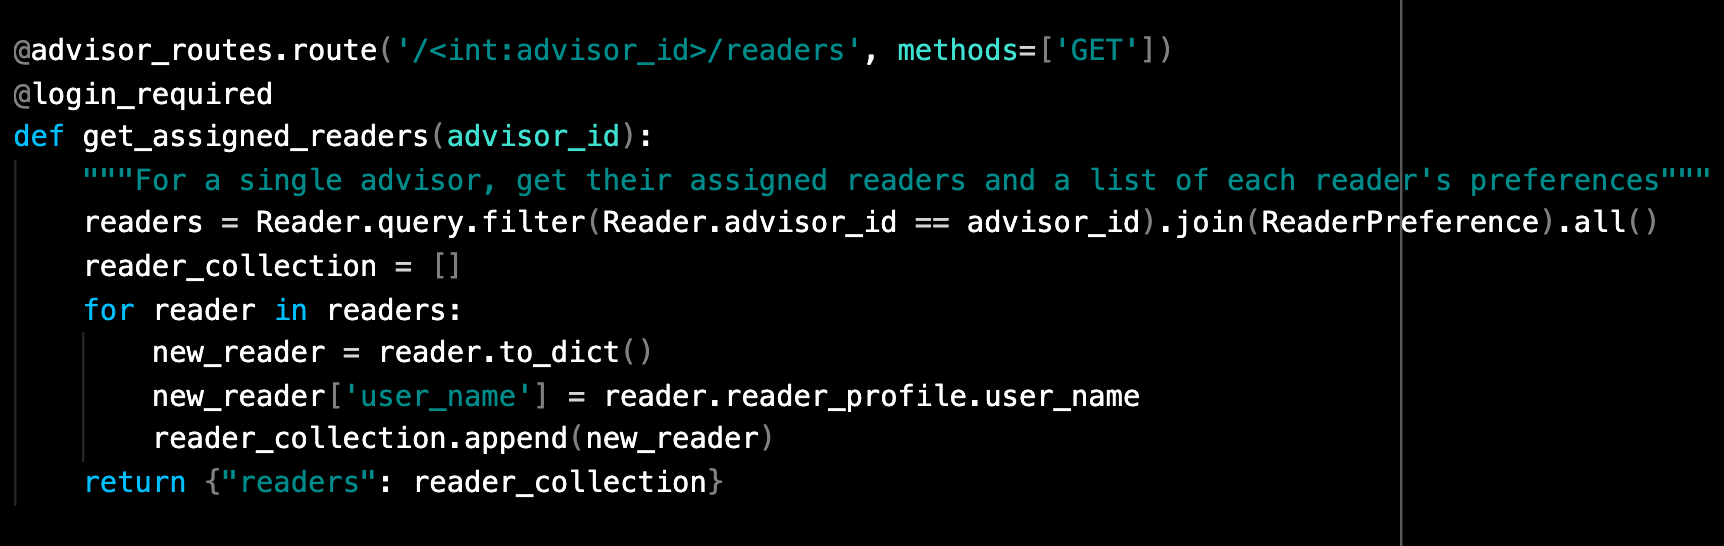 @advisor_routes.route('/<int:advisor_id>/readers', methods=['GET'])
@login_required
def get_assigned_readers(advisor_id):
    """For a single advisor, get their assigned readers and a list of each reader's preferences"""
    readers = Reader.query.filter(Reader.advisor_id == advisor_id).join(ReaderPreference).all()
    reader_collection = []
    for reader in readers:
        new_reader = reader.to_dict()
        new_reader['user_name'] = reader.reader_profile.user_name
        reader_collection.append(new_reader)
    return {"readers": reader_collection}